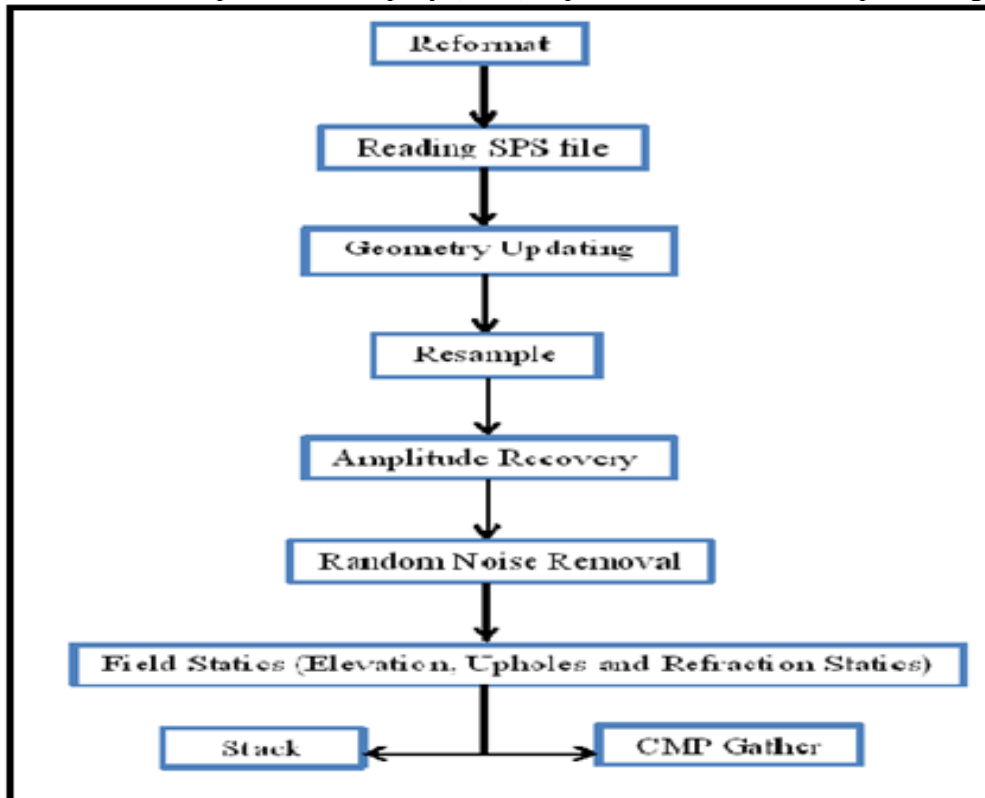 Reformat
Reading SPS file
Geometry Updating
Resample
Amplitude Recovery
Random Noise Removal
Field Statics (Elevation, Upholes and Refraction Statics)
Stack
CMP Gather